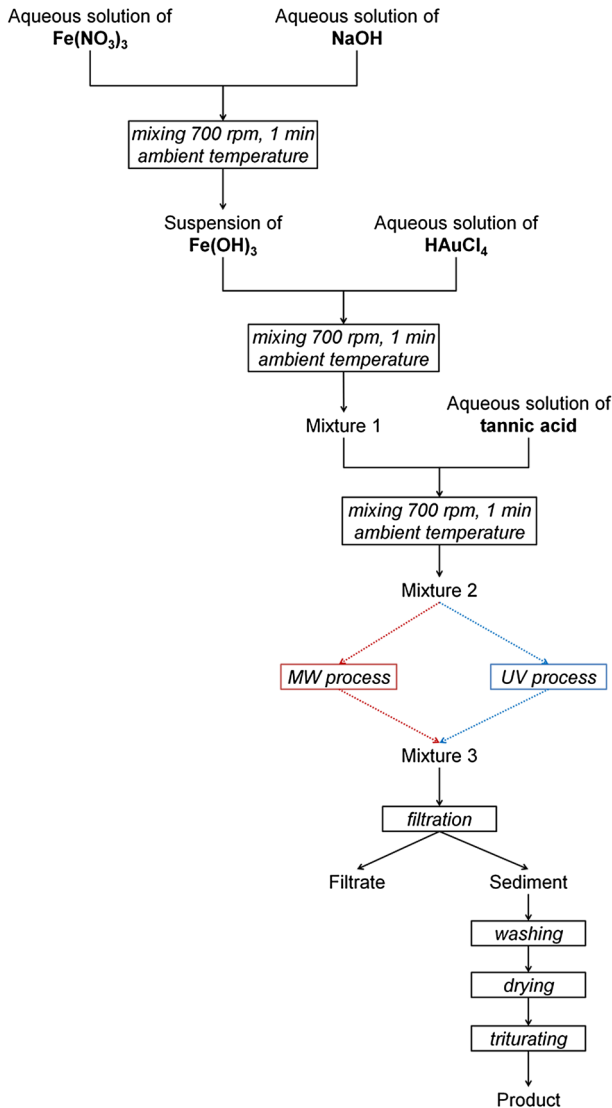 Aqueous solution of
Fe(NO₃)₃
Aqueous solution of
NaOH
mixing 700 rpm, 1 min
ambient temperature
Suspension of
Fe(OH)₃
Aqueous solution of
HAuCl₄
mixing 700 rpm, 1 min
ambient temperature
Mixture 1
Aqueous solution of
tannic acid
mixing 700 rpm, 1 min
ambient temperature
Mixture 2
MW process
UV process
Mixture 3
filtration
Filtrate
Sediment
washing
drying
triturating
Product